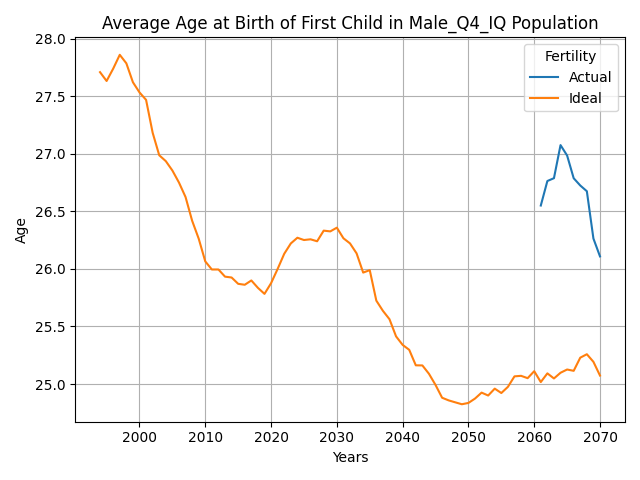 Average Age at Birth of First Child in Male_Q4_IQ Population
Fertility
Actual
Ideal
28.0
27.5
27.0
26.5
26.0
25.5
25.0
Age
2000 2010 2020 2030 2040 2050 2060 2070
Years